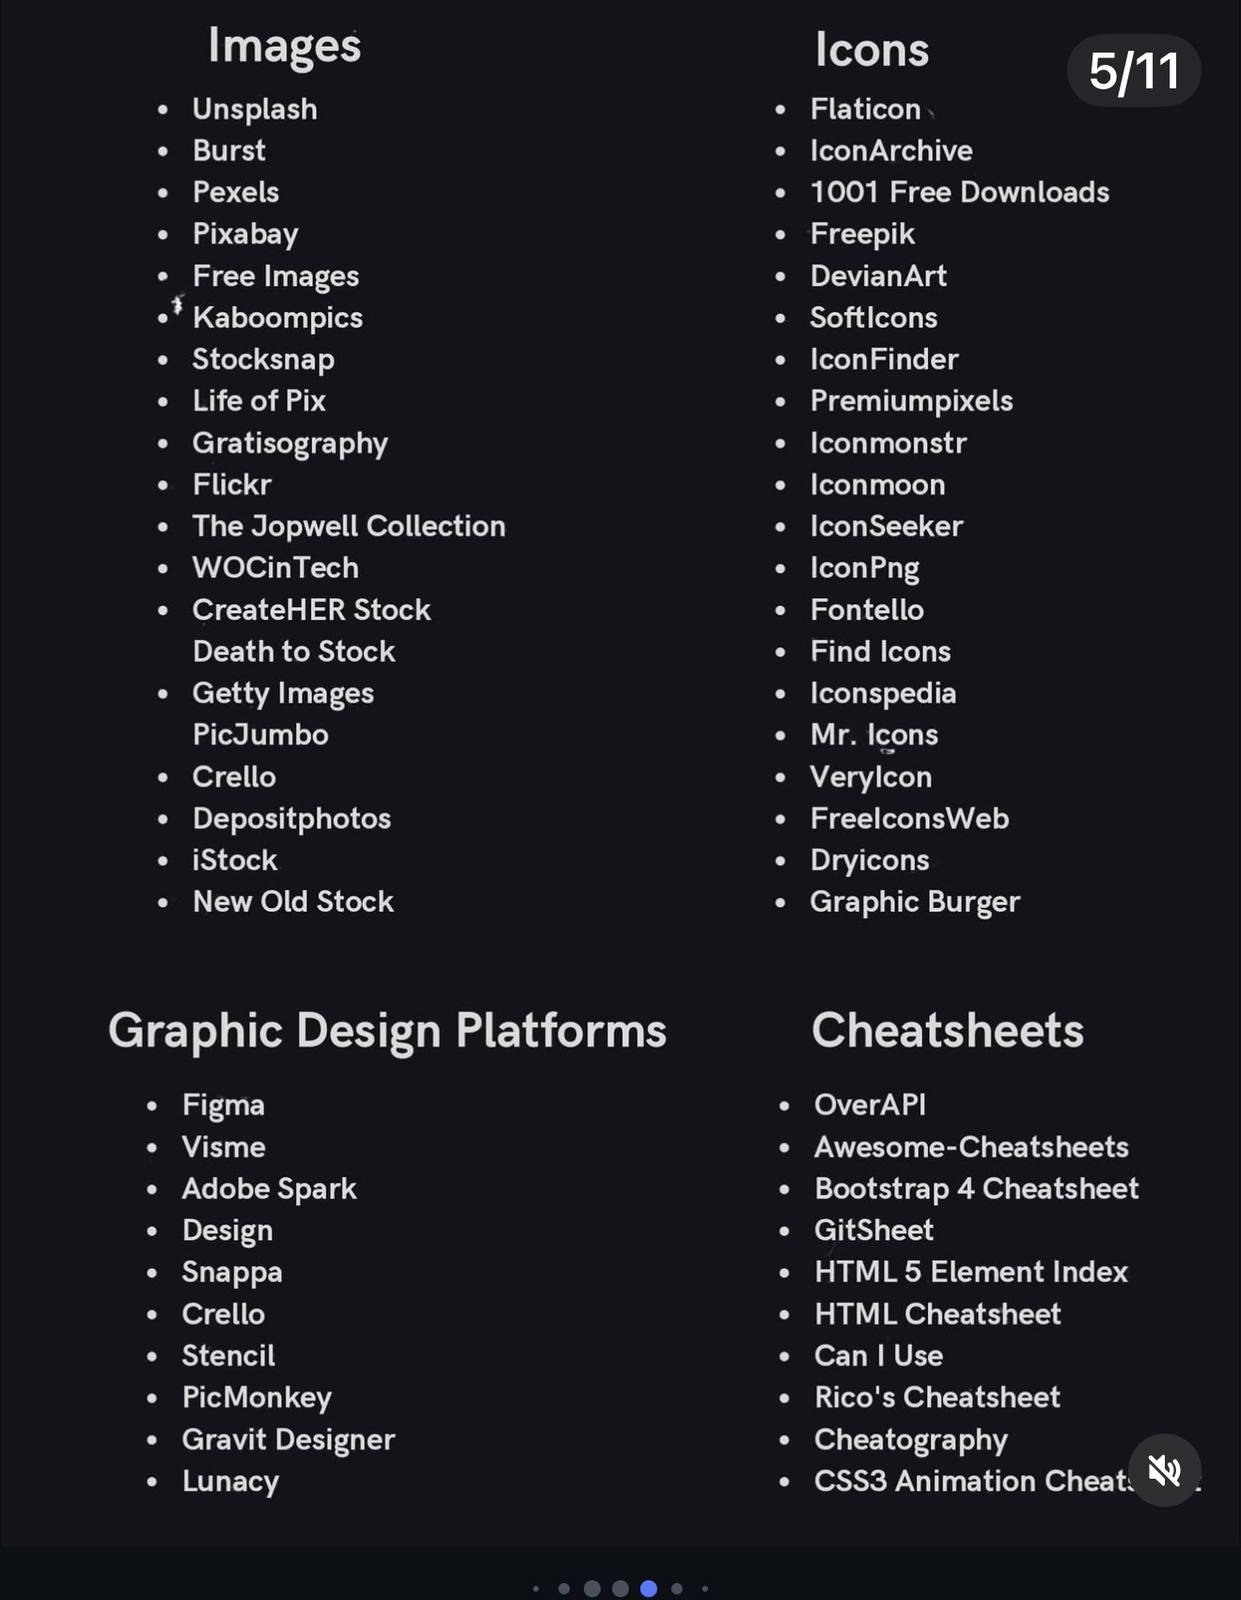 Images
Unsplash
Burst
Pexels
Pixabay
Free Images
Kaboompics
Stocksnap
Life of Pix
Gratisography
Flickr
The Jopwell Collection
WOCinTech
CreateHER Stock
Death to Stock
Getty Images
PicJumbo
Crello
Depositphotos
iStock
New Old Stock
Icons
5/11
Flaticon
IconArchive
1001 Free Downloads
Freepik
DevianArt
SoftIcons
IconFinder
Premiumpixels
Iconmonstr
Iconmoon
IconSeeker
IconPng
Fontello
Find Icons
Iconspedia
Mr. Icons
VeryIcon
FreeIconsWeb
Dryicons
Graphic Burger
Graphic Design Platforms
Figma
Visme
Adobe Spark
Design
Snappa
Crello
Stencil
PicMonkey
Gravit Designer
Lunacy
Cheatsheets
OverAPI
Awesome-Cheatsheets
Bootstrap 4 Cheatsheet
GitSheet
HTML 5 Element Index
HTML Cheatsheet
Can I Use
Rico's Cheatsheet
Cheatography
CSS3 Animation